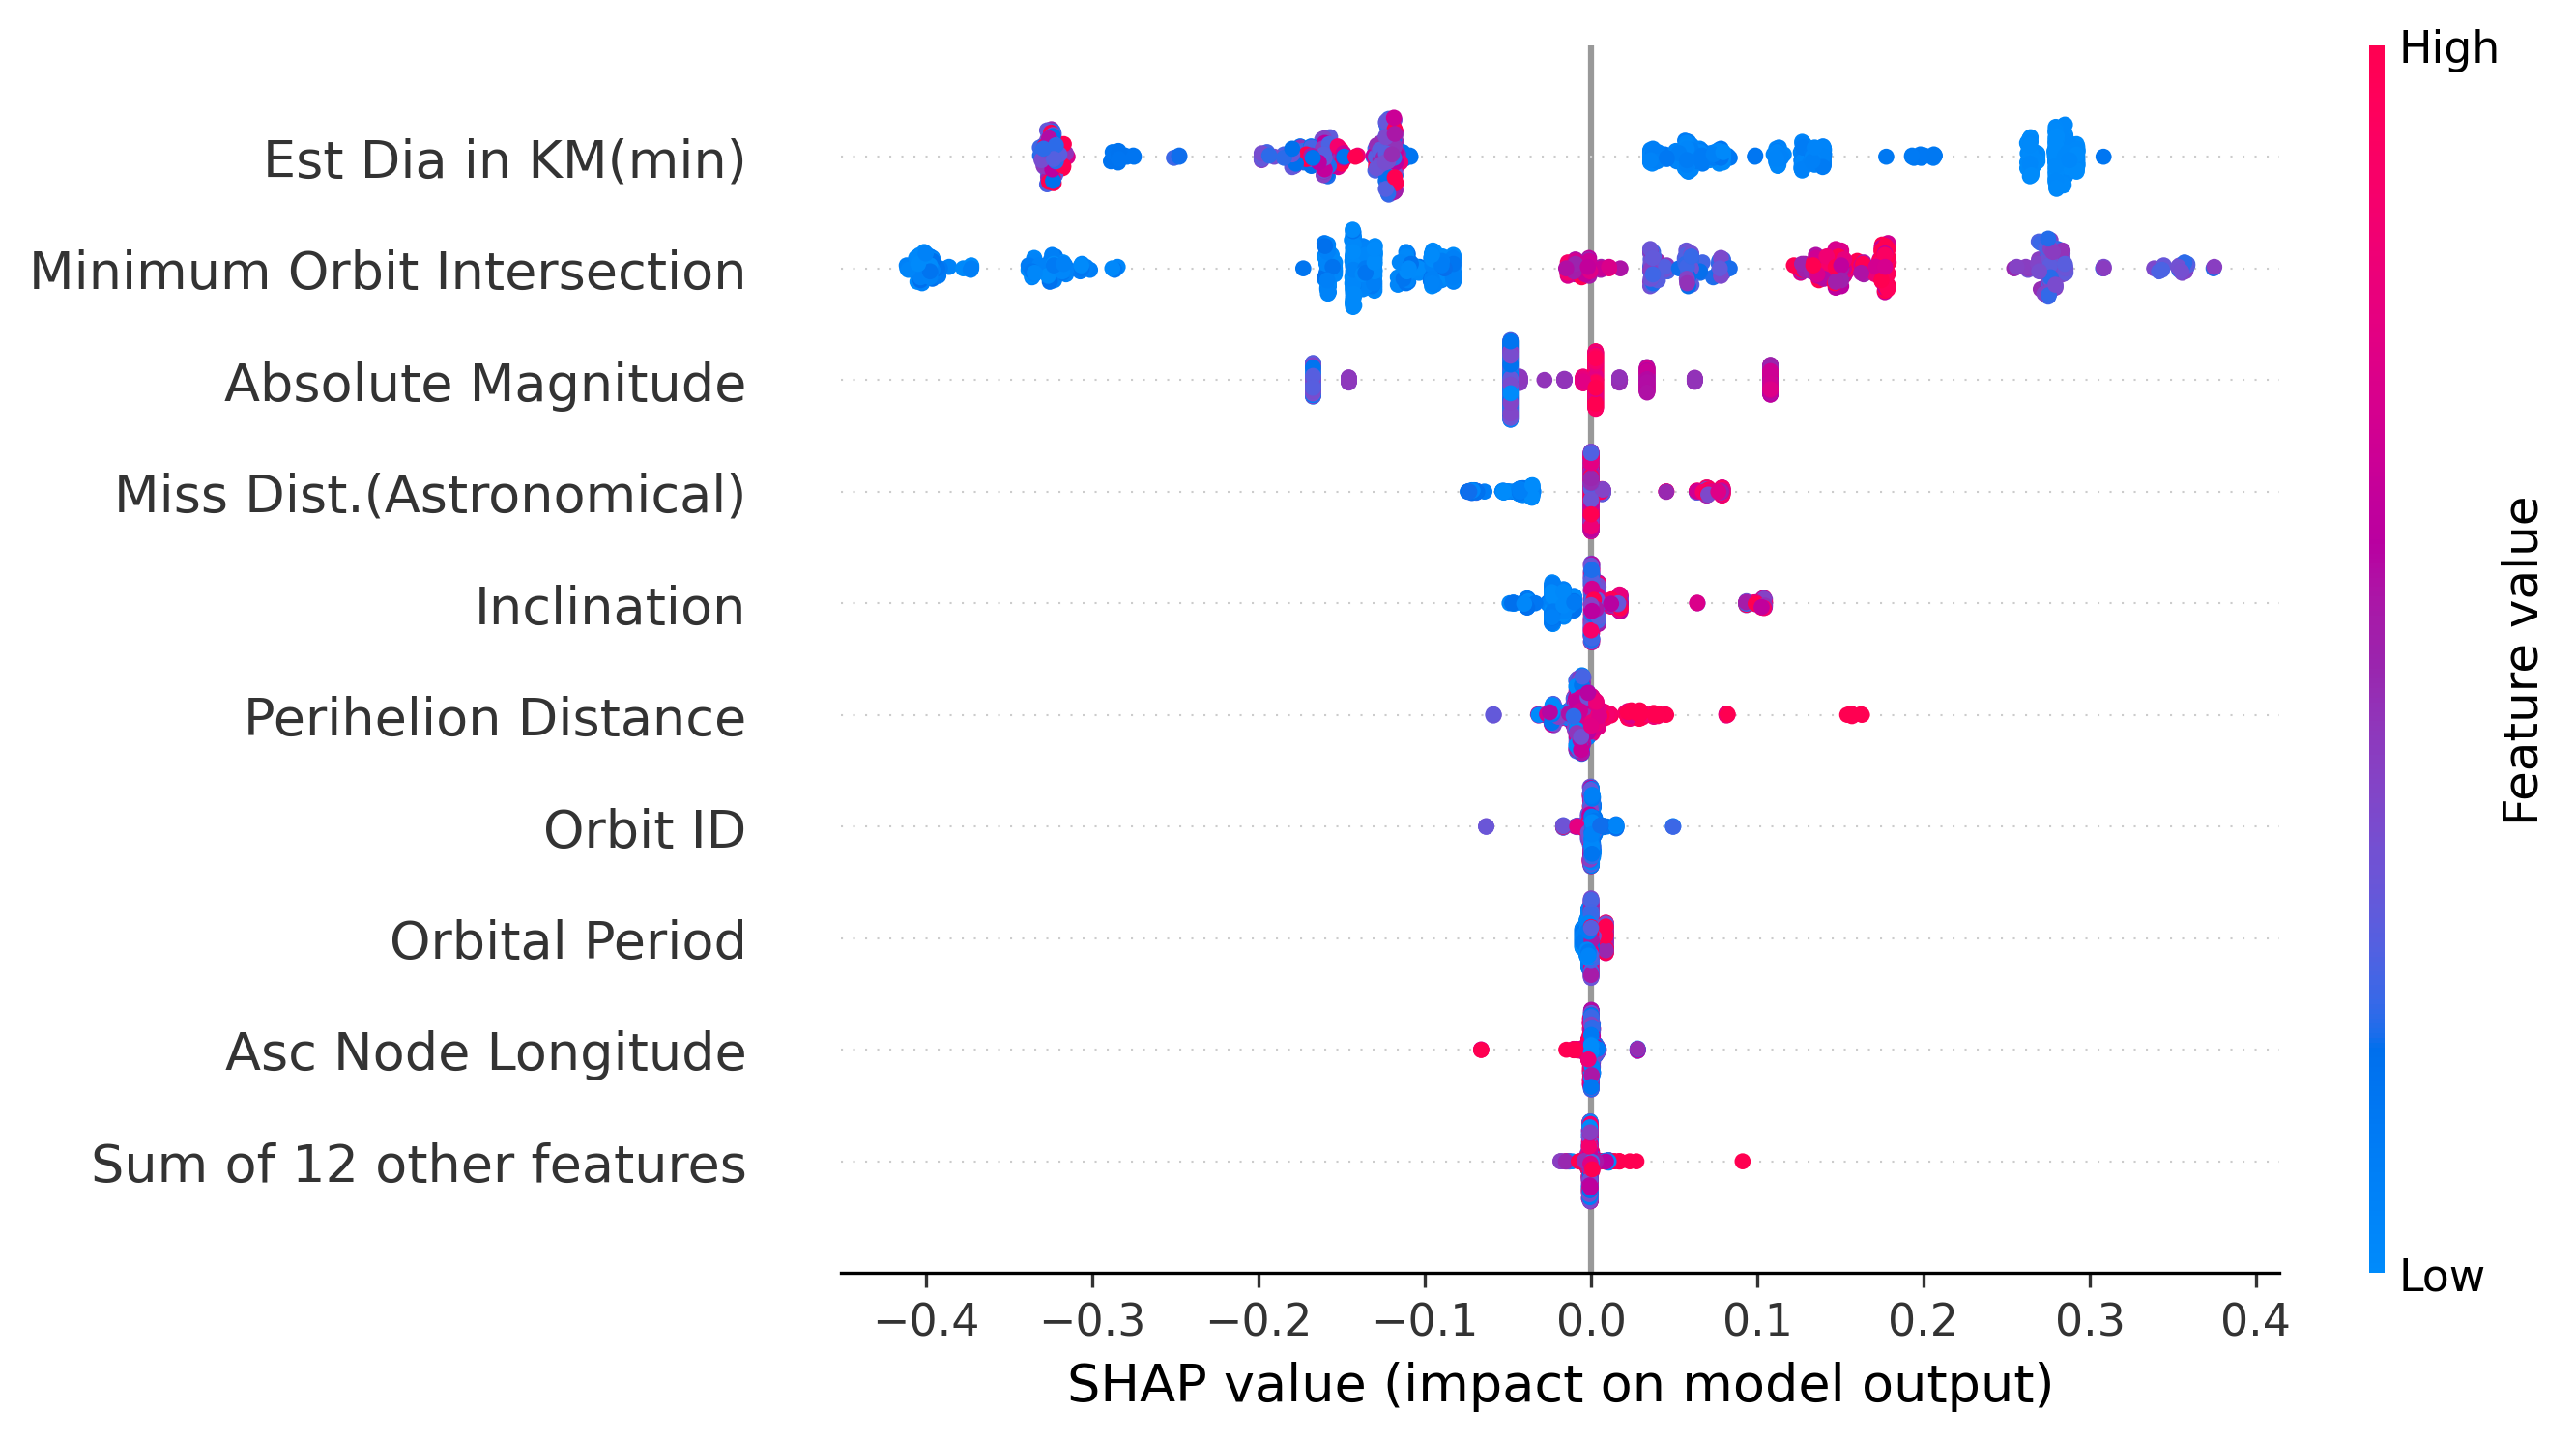 High
Est Dia in KM(min)
Minimum Orbit Intersection
Absolute Magnitude
Miss Dist.(Astronomical)
Inclination
Perihelion Distance
Orbit ID
Orbital Period
Asc Node Longitude
Sum of 12 other features
Feature value
Low
−0.4 −0.3 −0.2 −0.1 0.0 0.1 0.2 0.3 0.4
SHAP value (impact on model output)